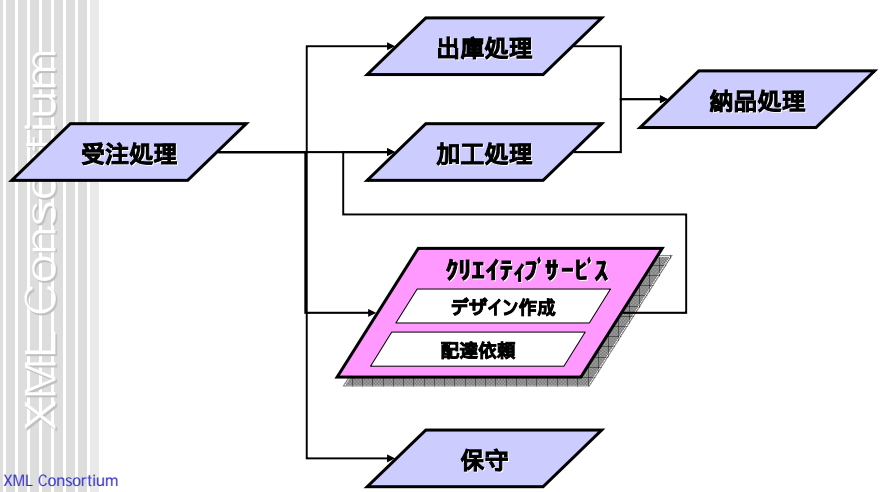 XML Consortium
出庫処理
納品処理
受注処理
加工処理
ｸﾘｴｲﾃｨﾌﾞｻｰﾋﾞｽ
デザイン作成
配達依頼
保守
XML Consortium